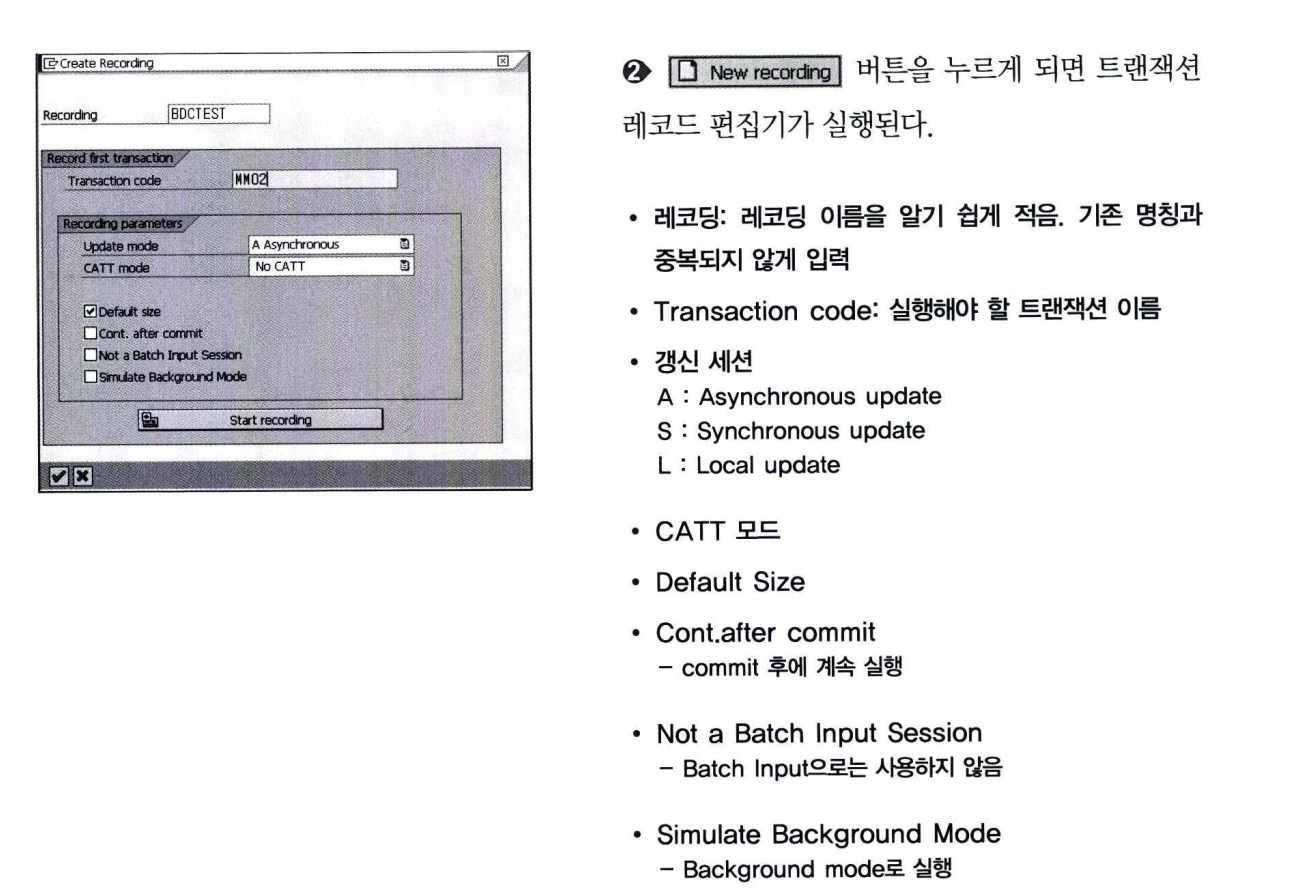 Create Recording
Recording BDCTEST
Record first transaction
Transaction code MM02
Recording parameters
Update mode A Asynchronous
CATT mode No CATT
Default size
Cont. after commit
Not a Batch Input Session
Simulate Background Mode
Start recording
❷ New recording 버튼을 누르게 되면 트랜잭션
레코드 편집기가 실행된다.
• 레코딩: 레코딩 이름을 알기 쉽게 적음. 기존 명칭과
중복되지 않게 입력
• Transaction code: 실행해야 할 트랜잭션 이름
• 갱신 세션
A : Asynchronous update
S : Synchronous update
L : Local update
• CATT 모드
• Default Size
• Cont.after commit
– commit 후에 계속 실행
• Not a Batch Input Session
– Batch Input으로는 사용하지 않음
• Simulate Background Mode
– Background mode로 실행